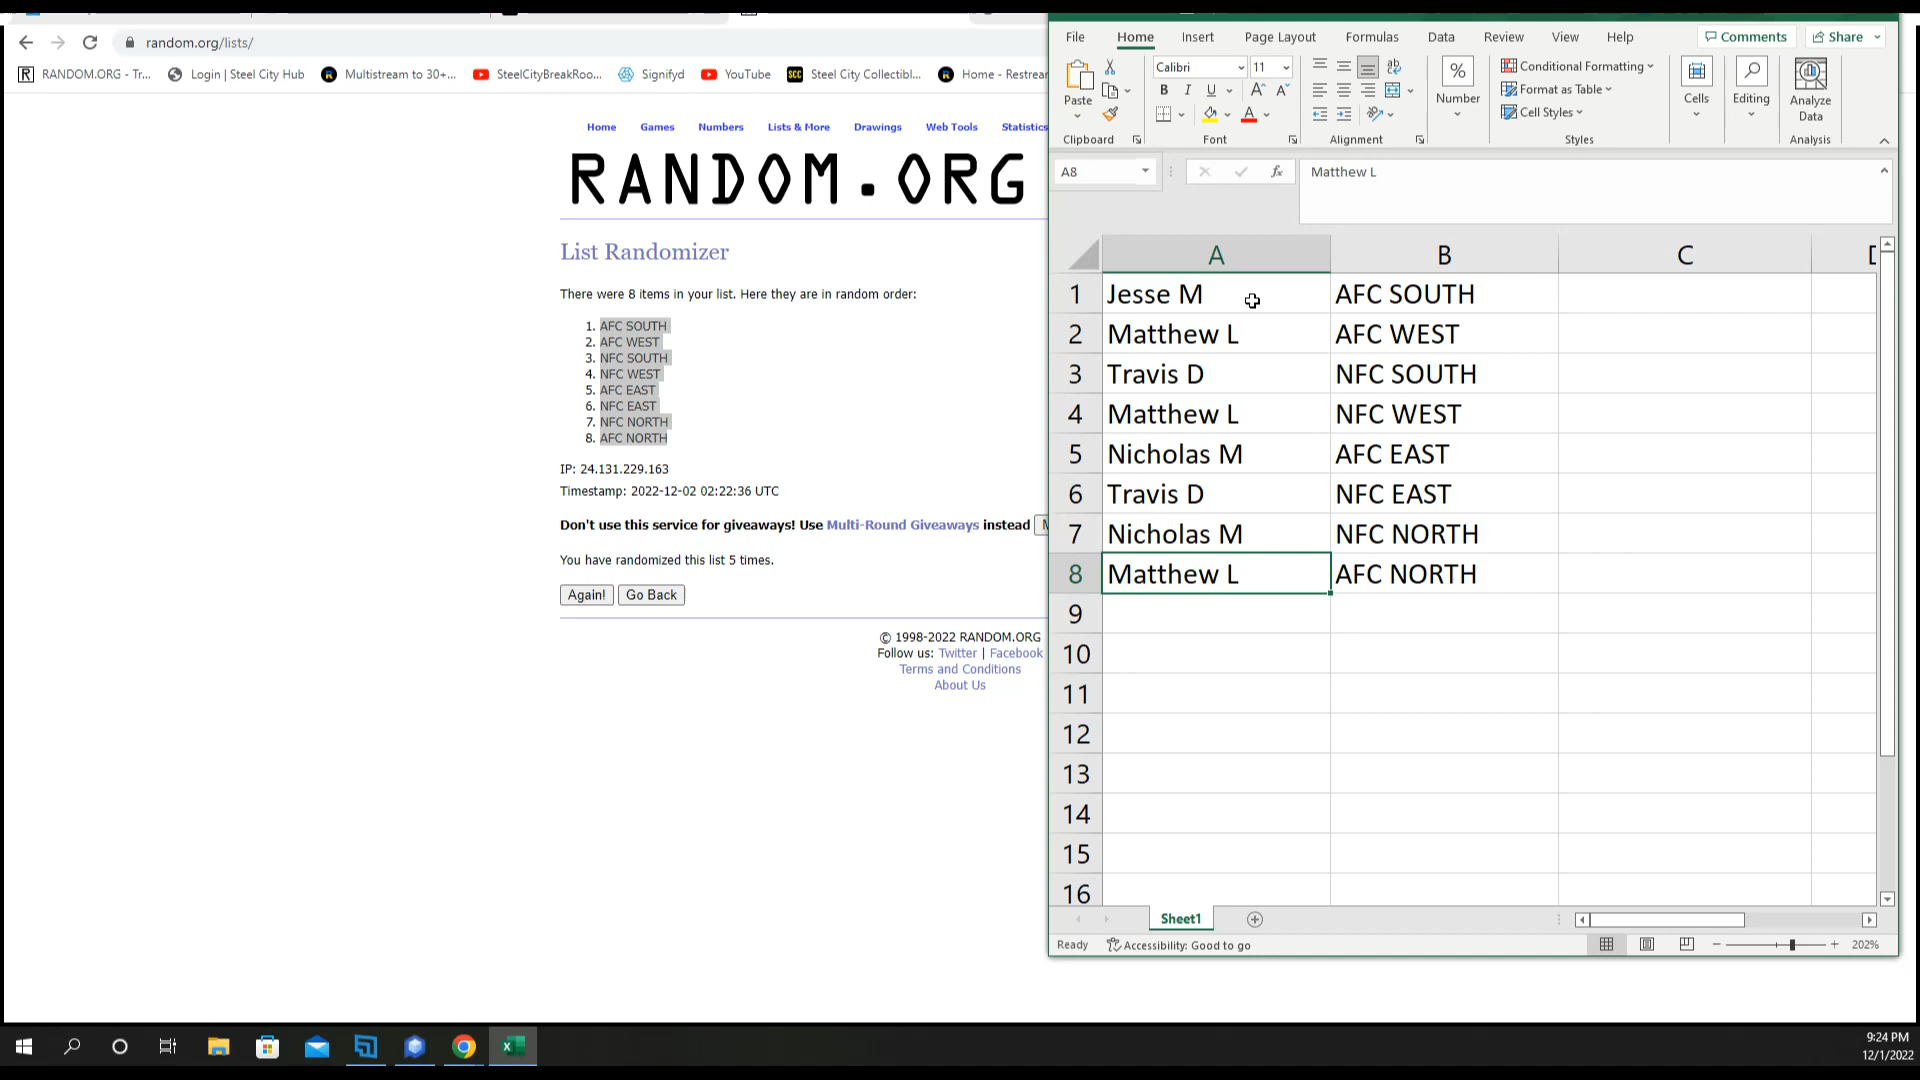 random.org/lists/
RANDOM.ORG - Tr...
Login | Steel City Hub
Multistream to 30+...
SteelCityBreakRoo...
Signifyd
YouTube
SCC
Steel City Collectibl...
Home - Restrear
Home
Games
Numbers
Lists & More
Drawings
Web Tools
Statistics
RANDOM.ORG
List Randomizer
There were 8 items in your list. Here they are in random order:
1. AFC SOUTH
2. AFC WEST
3. NFC SOUTH
4. NFC WEST
5. AFC EAST
6. NFC EAST
7. NFC NORTH
8. AFC NORTH
IP: 24.131.229.163
Timestamp: 2022-12-02 02:22:36 UTC
Don't use this service for giveaways! Use Multi-Round Giveaways instead
You have randomized this list 5 times.
Again!
Go Back
© 1998-2022 RANDOM.ORG
Follow us: Twitter | Facebook
Terms and Conditions
About Us
File
Home
Insert
Page Layout
Formulas
Data
Review
View
Help
Comments
Share
Paste
Clipboard
Calibri
11
B I U
Font
Alignment
%
Number
Conditional Formatting
Format as Table
Cell Styles
Styles
Cells
Editing
Analyze
Data
Analysis
A8
fx
Matthew L
A B C
1 Jesse M AFC SOUTH
2 Matthew L AFC WEST
3 Travis D NFC SOUTH
4 Matthew L NFC WEST
5 Nicholas M AFC EAST
6 Travis D NFC EAST
7 Nicholas M NFC NORTH
8 Matthew L AFC NORTH
9
10
11
12
13
14
15
16
Sheet1
Ready
Accessibility: Good to go
202%
9:24 PM
12/1/2022